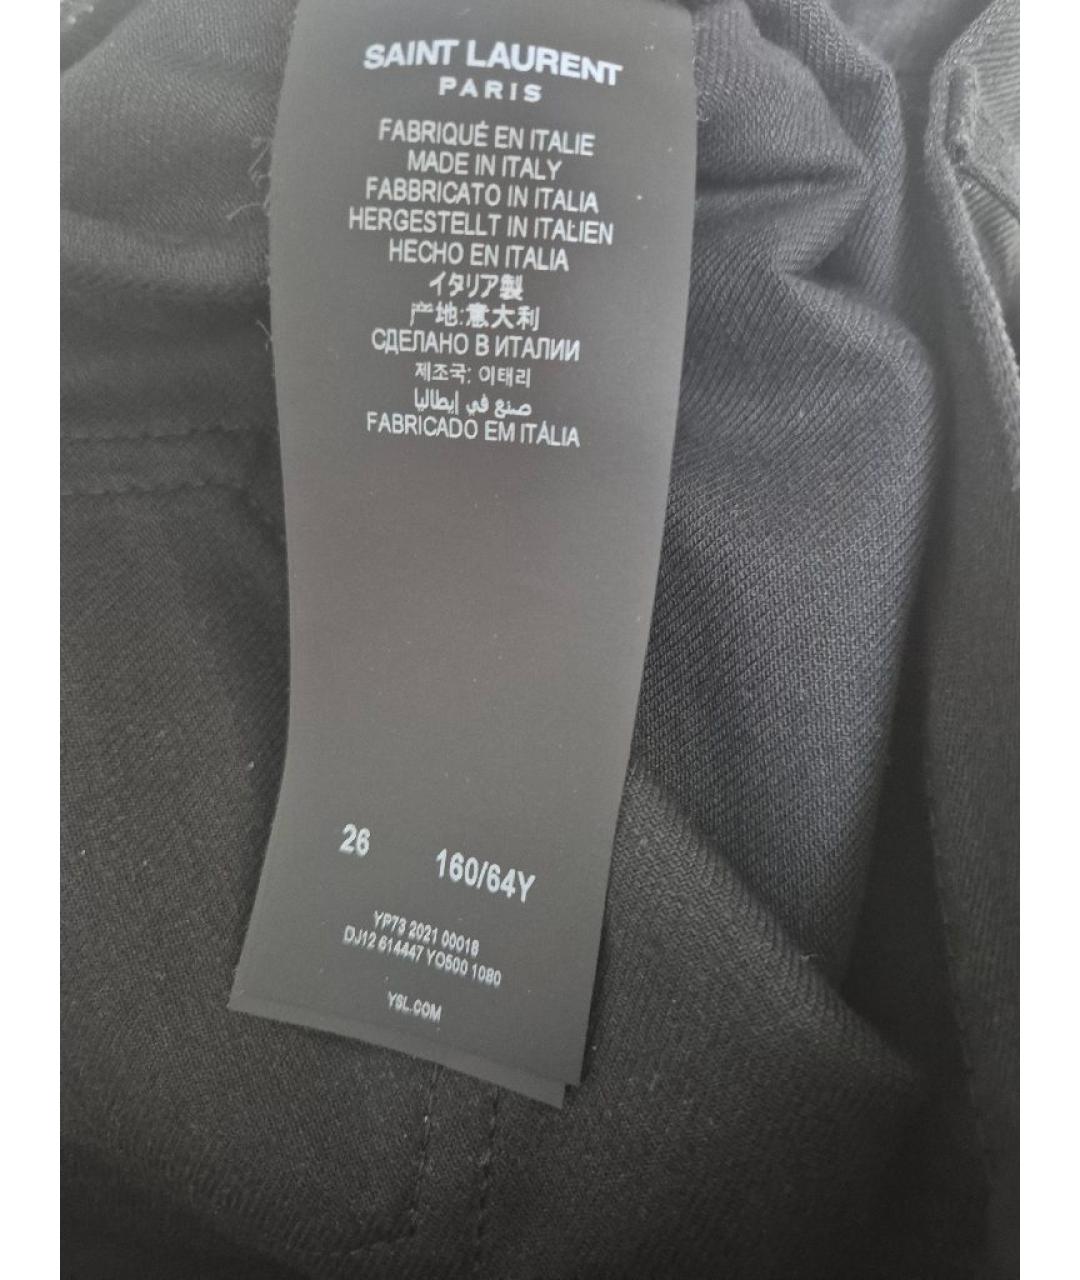 SAINT LAURENT
PARIS
FABRIQUÉ EN ITALIE
MADE IN ITALY
FABBRICATO IN ITALIA
HERGESTELLT IN ITALIEN
HECHO EN ITALIA
イタリア製
产地:意大利
СДЕЛАНО В ИТАЛИИ
제조국: 이태리
صنع في إيطاليا
FABRICADO EM ITÁLIA
26 160/64Y
YP73 2021 00018
DJ12 614447 YO500 1080
YSL.COM